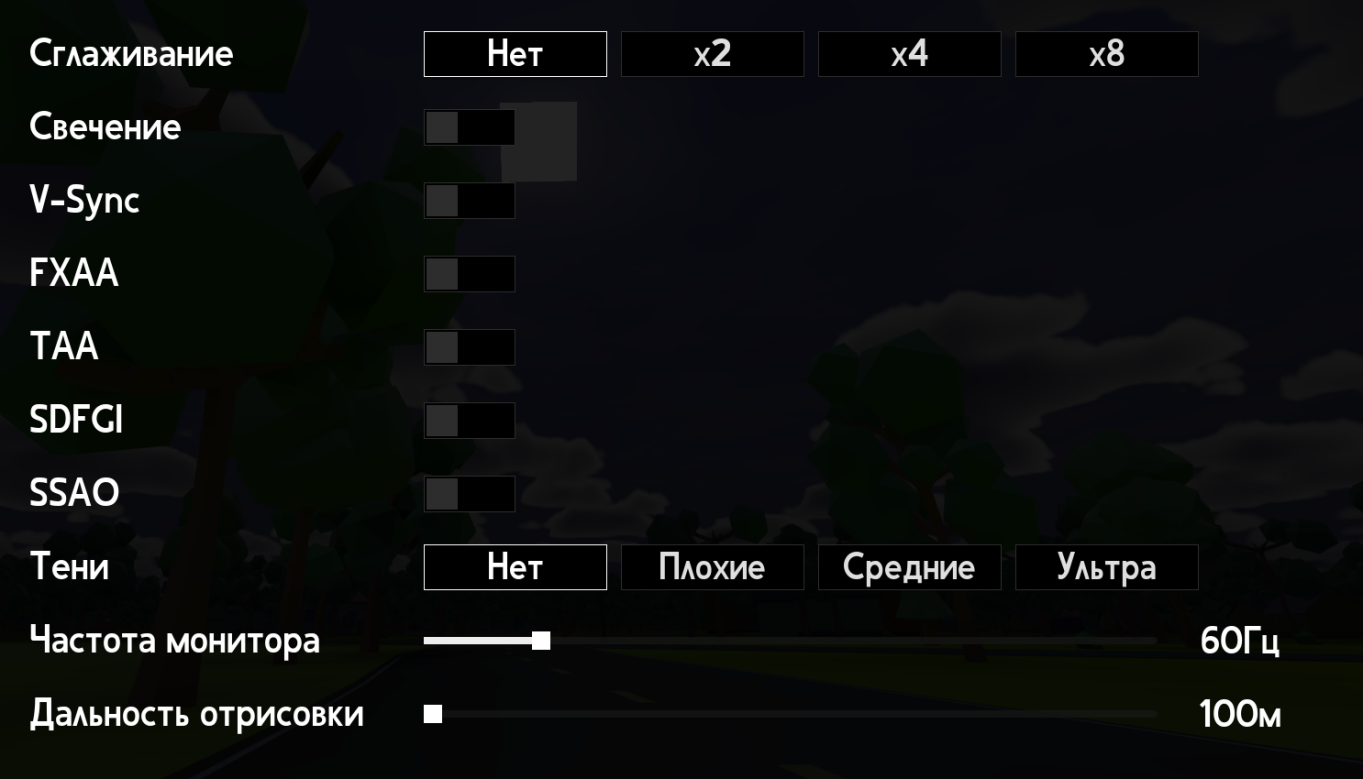 Сглаживание Нет x2 x4 x8
Свечение
V-Sync
FXAA
TAA
SDFGI
SSAO
Тени Нет Плохие Средние Ультра
Частота монитора 60Гц
Дальность отрисовки 100м